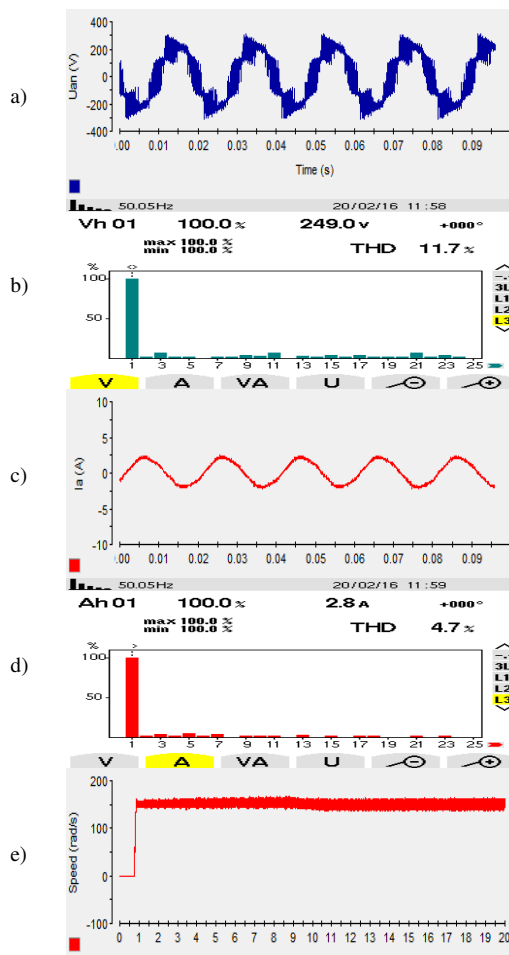 a)
Uan (V)
400
200
0
-200
-400
.00 0.01 0.02 0.03 0.04 0.05 0.06 0.07 0.08 0.09
Time (s)
50.05Hz 20/02/16 11:58
Vh 01 100.0 % 249.0 v +000°
max 100.0 %
min 100.0 %
THD 11.7 %
b)
%
100
50
<>
1 3 5 7 9 11 13 15 17 19 21 23 25
3L
L1
L2
L3
V A VA U
c)
Ia (A)
10
5
0
-5
-10
.00 0.01 0.02 0.03 0.04 0.05 0.06 0.07 0.08 0.09
50.05Hz 20/02/16 11:59
Ah 01 100.0 % 2.8 A +000°
max 100.0 %
min 100.0 %
THD 4.7 %
d)
%
100
50
>
1 3 5 7 9 11 13 15 17 19 21 23 25
3L
L1
L2
L3
V A VA U
e)
Speed (rad/s)
200
100
0
-100
0 1 2 3 4 5 6 7 8 9 10 11 12 13 14 15 16 17 18 19 20